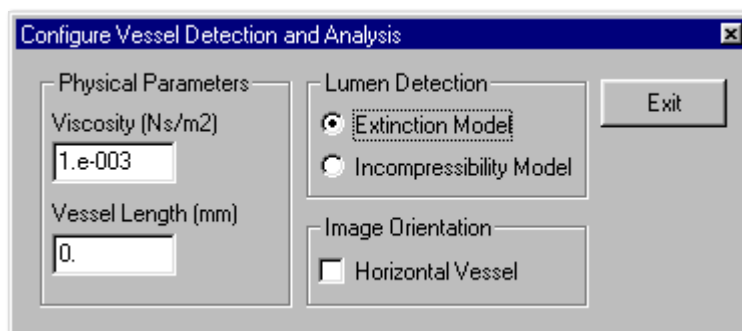 Configure Vessel Detection and Analysis
Physical Parameters
Viscosity (Ns/m2)
1.e-003
Vessel Length (mm)
0.
Lumen Detection
Extinction Model
Incompressibility Model
Image Orientation
Horizontal Vessel
Exit